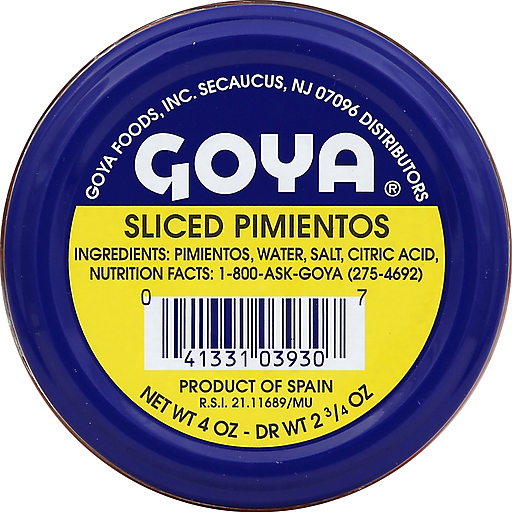 GOYA FOODS, INC. SECAUCUS, NJ 07096 DISTRIBUTORS
GOYA®
SLICED PIMIENTOS
INGREDIENTS: PIMIENTOS, WATER, SALT, CITRIC ACID,
NUTRITION FACTS: 1-800-ASK-GOYA (275-4692)
0 41331 03930 7
PRODUCT OF SPAIN
R.S.I. 21.11689/MU
NET WT 4 OZ - DR WT 2 3/4 OZ